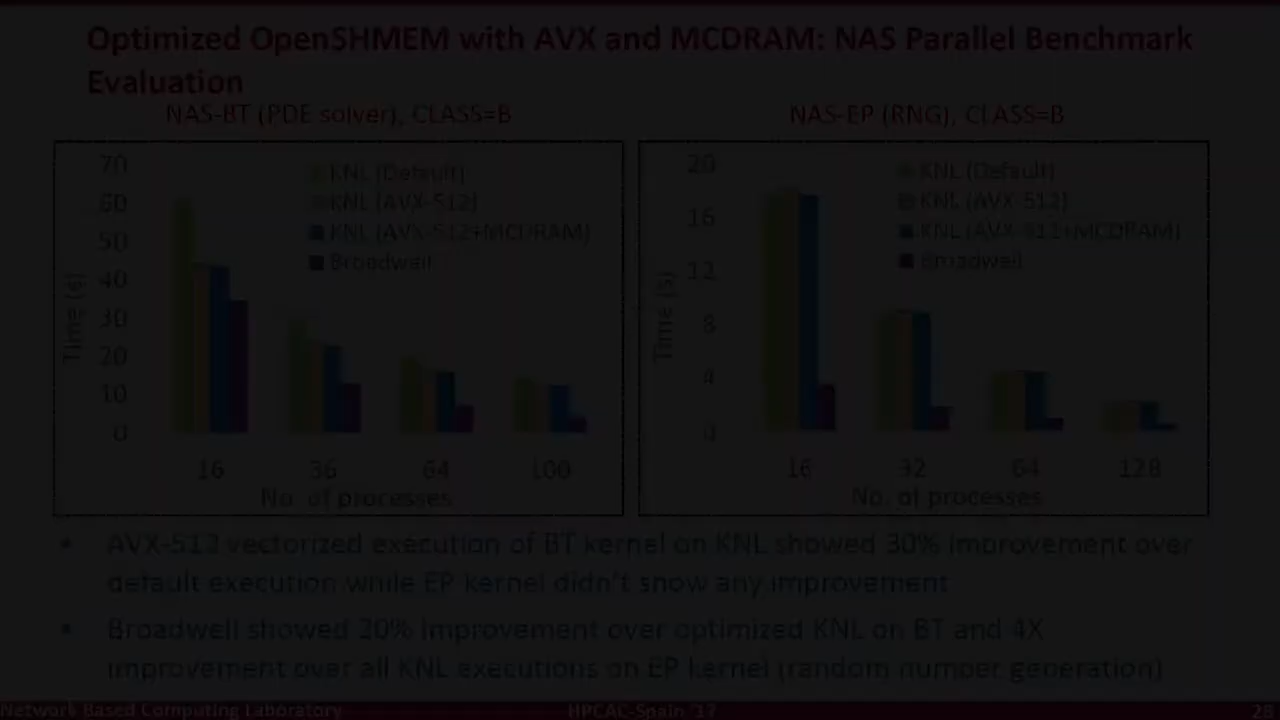 Optimized OpenSHMEM with AVX and MCDRAM: NAS Parallel Benchmark
Evaluation
NAS-BT (PDE solver), CLASS=B
70
60
50
40
30
20
10
0
Time (s)
KNL (Default)
KNL (AVX-512)
KNL (AVX-512+MCDRAM)
Broadwell
16 36 64 100
No. of processes
NAS-EP (RNG), CLASS=B
20
16
12
8
4
0
Time (s)
KNL (Default)
KNL (AVX-512)
KNL (AVX-512+MCDRAM)
Broadwell
16 32 64 128
No. of processes
• AVX-512 vectorized execution of BT kernel on KNL showed 30% improvement over
default execution while EP kernel didn't show any improvement
• Broadwell showed 20% improvement over optimized KNL on BT and 4X
improvement over all KNL executions on EP kernel (random number generation)
Network Based Computing Laboratory
HPCAC-Spain '17